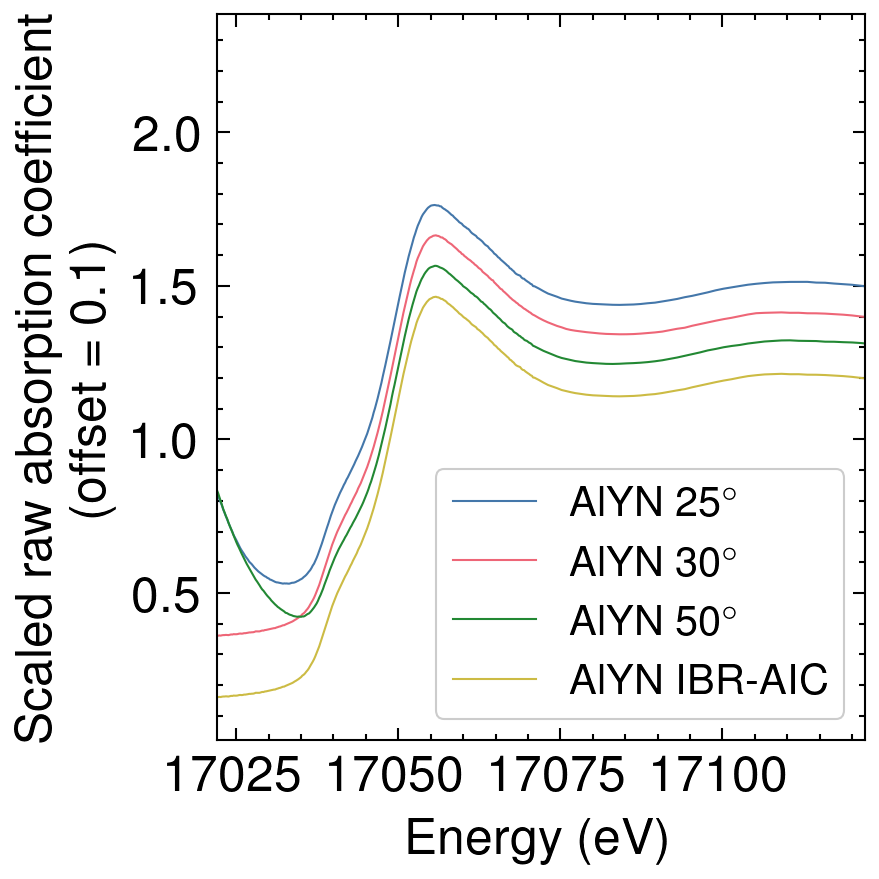 Scaled raw absorption coefficient
(offset = 0.1)
2.0
1.5
1.0
0.5
AlYN 25°
AlYN 30°
AlYN 50°
AlYN IBR-AIC
17025 17050 17075 17100
Energy (eV)